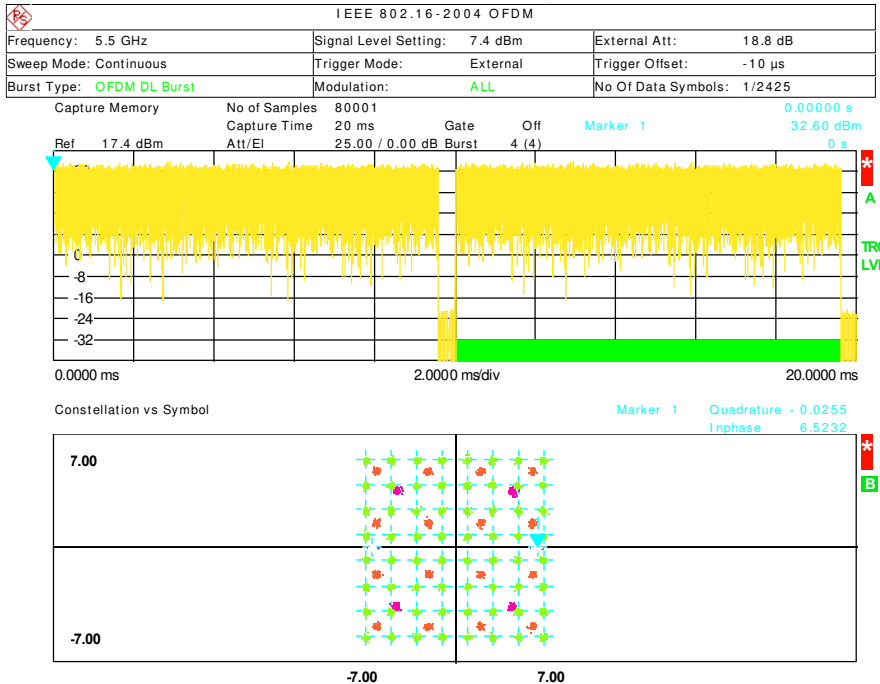 IEEE 802.16-2004 OFDM
Frequency: 5.5 GHz Signal Level Setting: 7.4 dBm External Att: 18.8 dB
Sweep Mode: Continuous Trigger Mode: External Trigger Offset: -10 µs
Burst Type: OFDM DL Burst Modulation: ALL No Of Data Symbols: 1/2425
Capture Memory No of Samples 80001 0.00000 s
Capture Time 20 ms Gate Off Marker 1 32.60 dBm
Ref 17.4 dBm Att/El 25.00 / 0.00 dB Burst 4 (4) 0 s
*
A
TRG
LVL
0
-8
-16
-24
-32
0.0000 ms 2.0000 ms/div 20.0000 ms
Constellation vs Symbol Marker 1 Quadrature - 0.0255
Inphase 6.5232
*
7.00
B
-7.00
-7.00 7.00